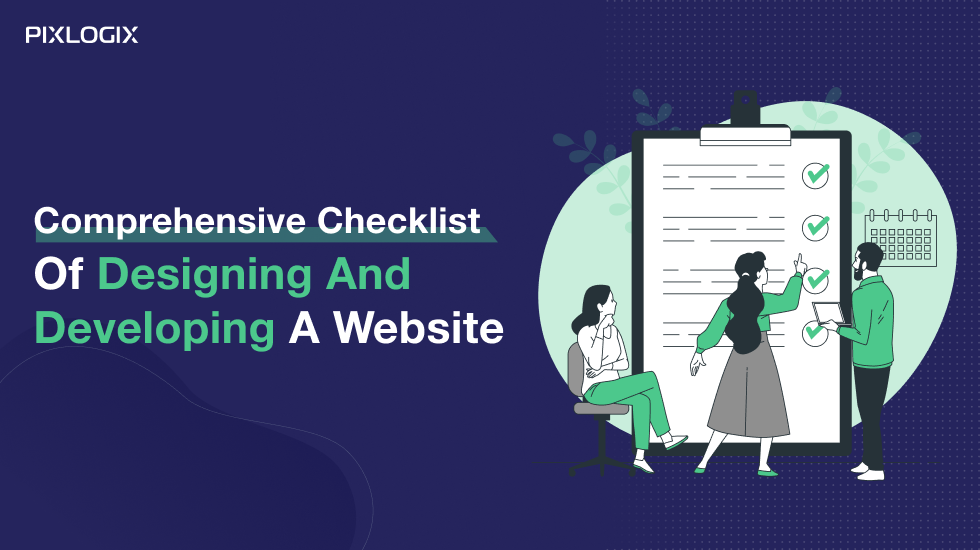 PIXLOGIX
Comprehensive Checklist
Of Designing And
Developing A Website